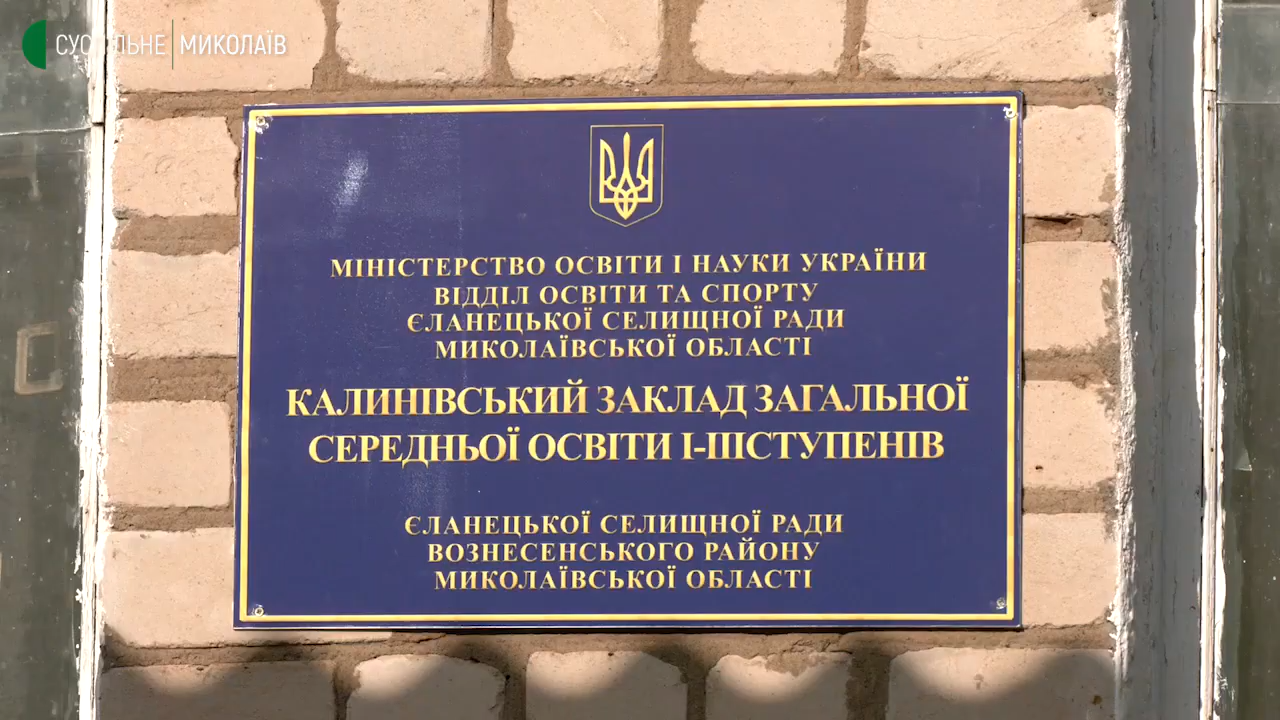 СУСПІЛЬНЕ МИКОЛАЇВ
МІНІСТЕРСТВО ОСВІТИ І НАУКИ УКРАЇНИ
ВІДДІЛ ОСВІТИ ТА СПОРТУ
ЄЛАНЕЦЬКОЇ СЕЛИЩНОЇ РАДИ
МИКОЛАЇВСЬКОЇ ОБЛАСТІ
КАЛИНІВСЬКИЙ ЗАКЛАД ЗАГАЛЬНОЇ
СЕРЕДНЬОЇ ОСВІТИ І-ІІІСТУПЕНІВ
ЄЛАНЕЦЬКОЇ СЕЛИЩНОЇ РАДИ
ВОЗНЕСЕНСЬКОГО РАЙОНУ
МИКОЛАЇВСЬКОЇ ОБЛАСТІ